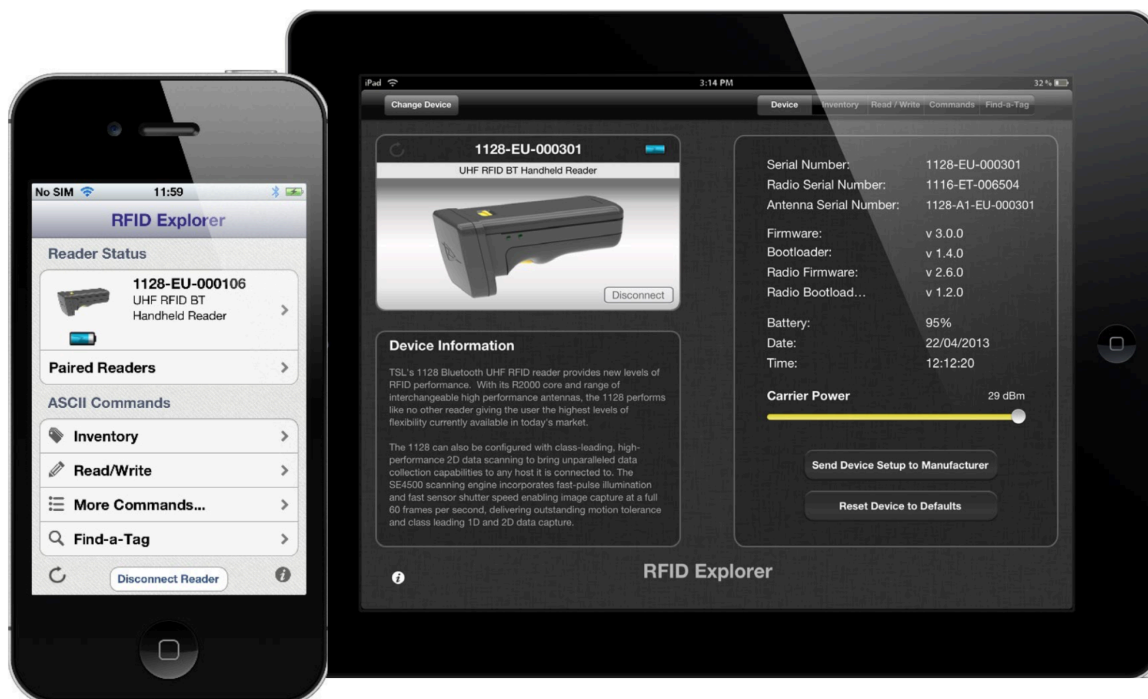 No SIM 11:59
RFID Explorer
Reader Status
1128-EU-000106
UHF RFID BT
Handheld Reader
Paired Readers
ASCII Commands
Inventory
Read/Write
More Commands...
Find-a-Tag
Disconnect Reader
iPad 3:14 PM 32%
Change Device
Device Inventory Read / Write Commands Find-a-Tag
1128-EU-000301
UHF RFID BT Handheld Reader
Disconnect
Device Information
TSL's 1128 Bluetooth UHF RFID reader provides new levels of
RFID performance. With its R2000 core and range of
interchangeable high performance antennas, the 1128 performs
like no other reader giving the user the highest levels of
flexibility currently available in today's market.
The 1128 can also be configured with class-leading, high-
performance 2D data scanning to bring unparalleled data
collection capabilities to any host it is connected to. The
SE4500 scanning engine incorporates fast-pulse illumination
and fast sensor shutter speed enabling image capture at a full
60 frames per second, delivering outstanding motion tolerance
and class leading 1D and 2D data capture.
Serial Number: 1128-EU-000301
Radio Serial Number: 1116-ET-006504
Antenna Serial Number: 1128-A1-EU-000301
Firmware: v 3.0.0
Bootloader: v 1.4.0
Radio Firmware: v 2.6.0
Radio Bootload... v 1.2.0
Battery: 95%
Date: 22/04/2013
Time: 12:12:20
Carrier Power 29 dBm
Send Device Setup to Manufacturer
Reset Device to Defaults
RFID Explorer